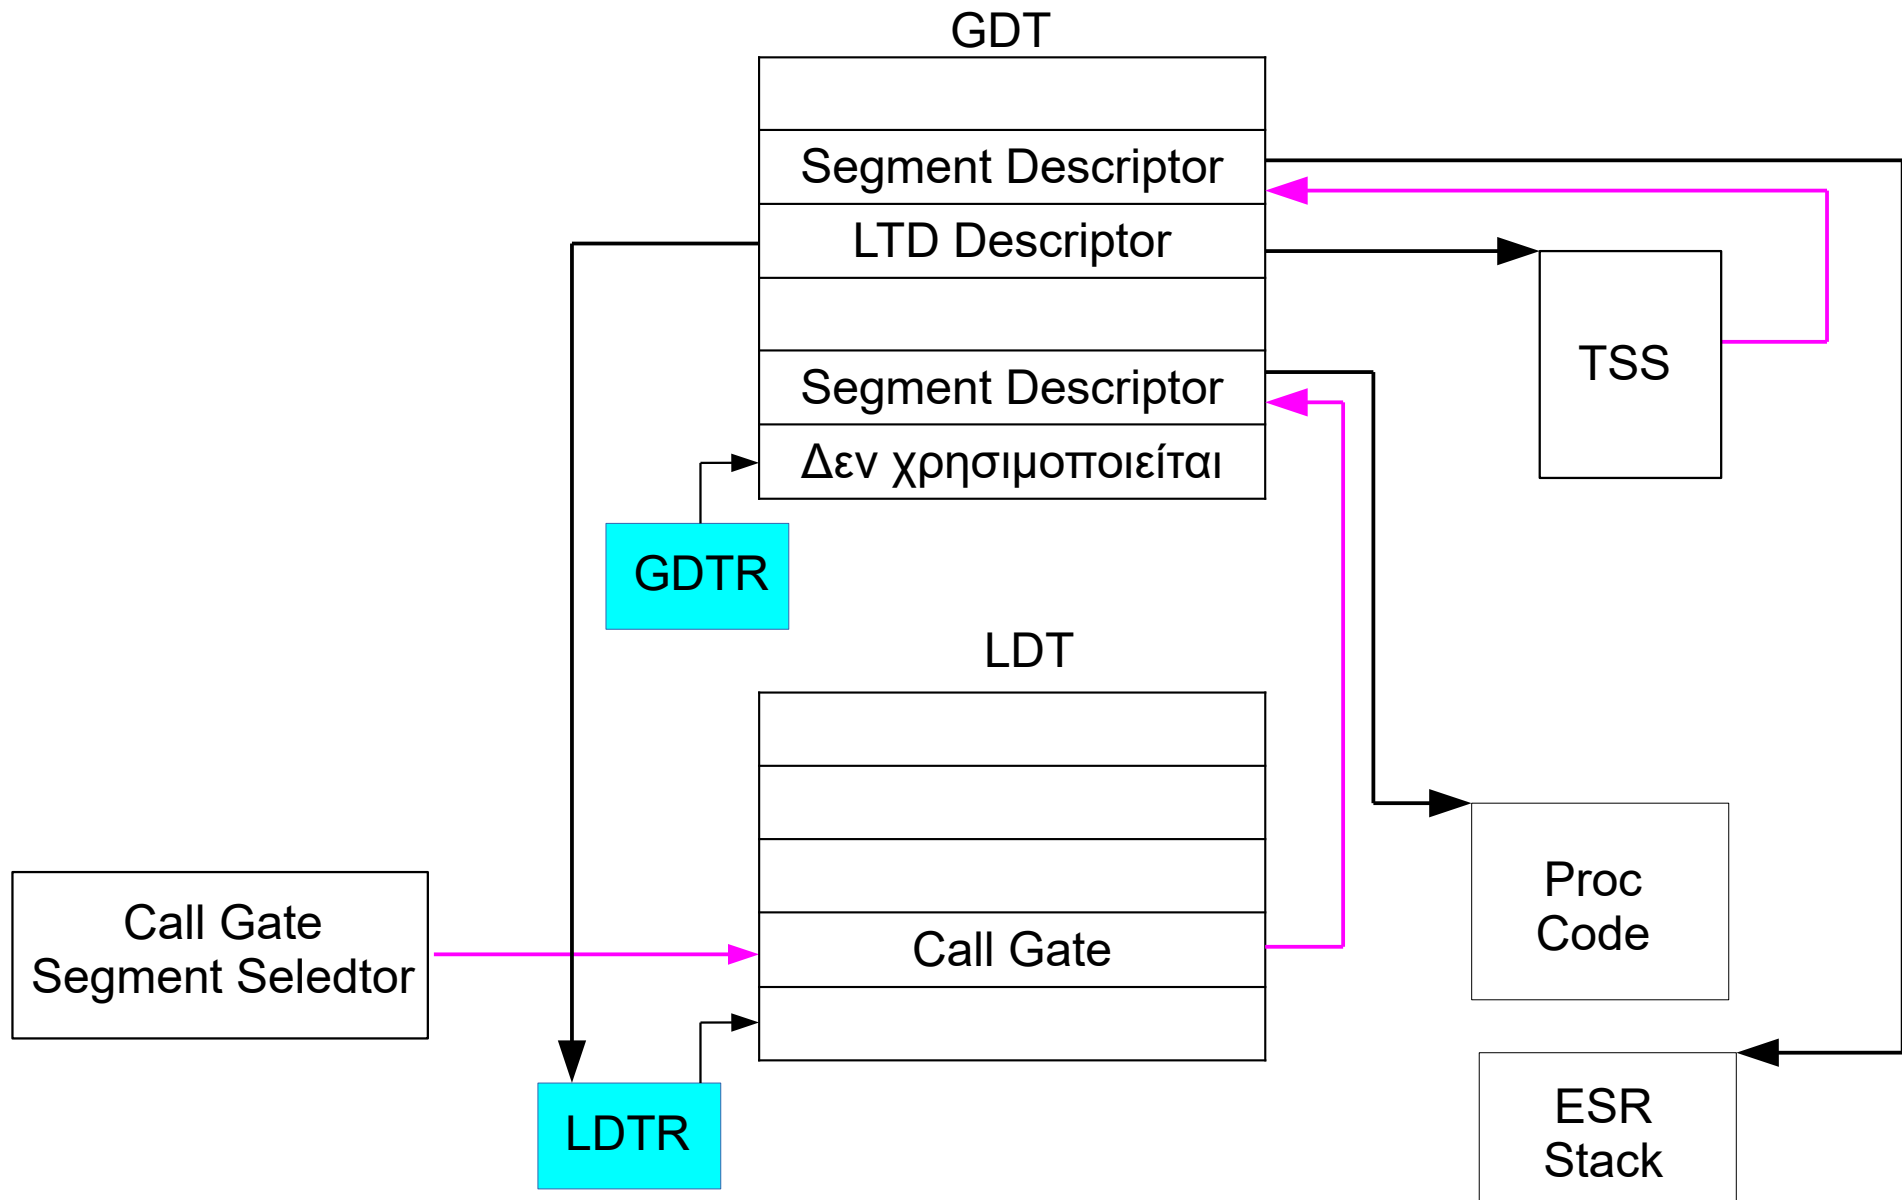 GDT
Segment Descriptor
LTD Descriptor
TSS
Segment Descriptor
Δεν χρησιμοποιείται
GDTR
LDT
Proc
Code
Call Gate
Segment Seledtor
Call Gate
LDTR
ESR
Stack